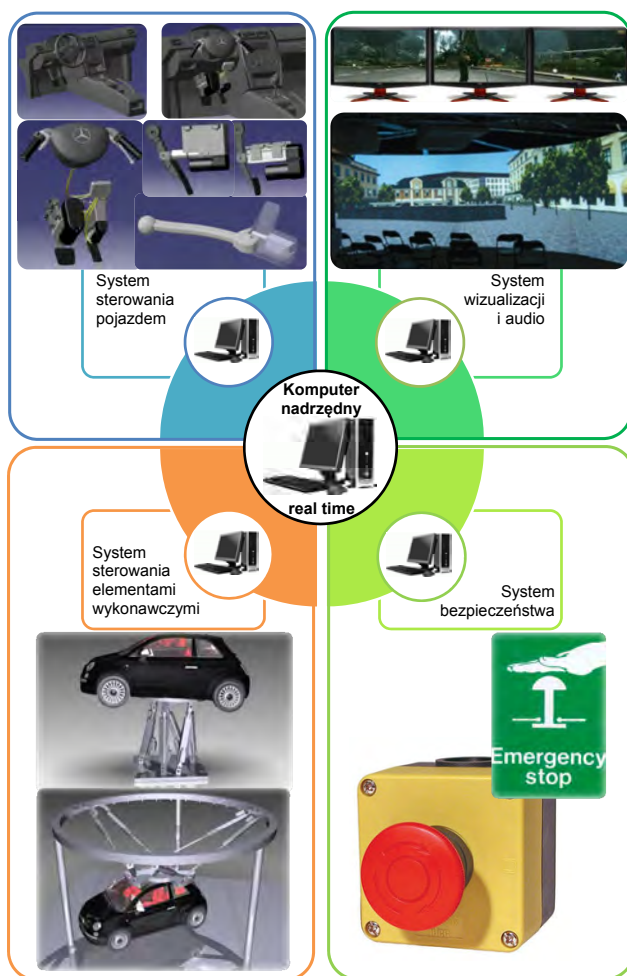 System
sterowania
pojazdem
System
wizualizacji
i audio
Komputer
nadrzędny
real time
System
sterowania
elementami
wykonawczymi
System
bezpieczeństwa
Emergency
stop